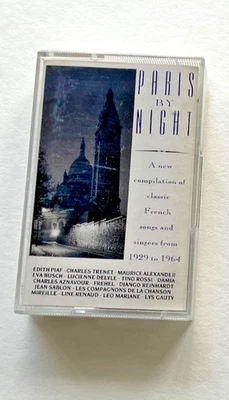 PARIS
BY
NIGHT
A new
compilation of
classic
French
songs and
singers from
1929 to 1964
EDITH PIAF · CHARLES TRENET · MAURICE ALEXANDER
EVA BUSCH · LUCIENNE DELYLE · TINO ROSSI · DAMIA
CHARLES AZNAVOUR · FREHEL · DJANGO REINHARDT
JEAN SABLON · LES COMPAGNONS DE LA CHANSON
MIREILLE · LINE RENAUD · LEO MARJANE · LYS GAUTY